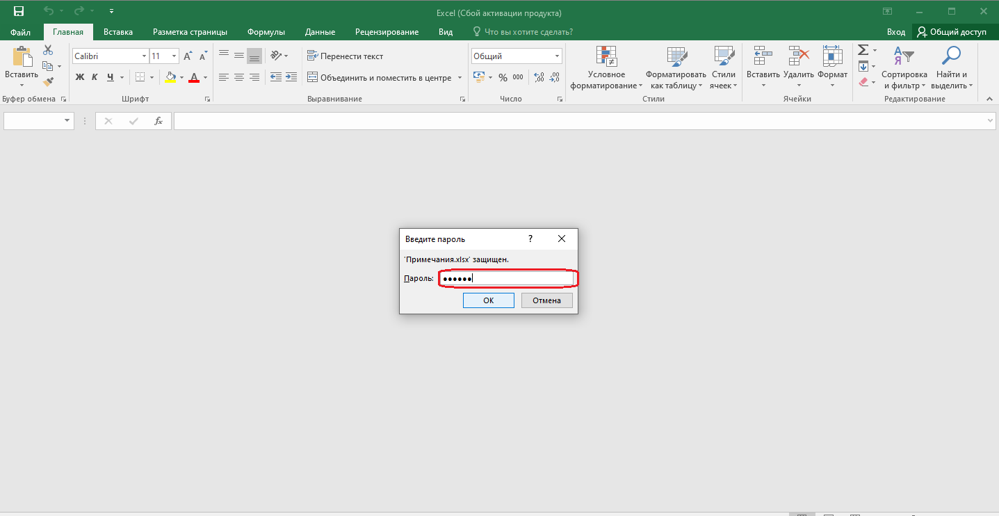 Excel (Сбой активации продукта)
Файл Главная Вставка Разметка страницы Формулы Данные Рецензирование Вид Что вы хотите сделать? Вход Общий доступ
Вставить
Буфер обмена
Calibri 11
Ж К Ч А
Шрифт
Перенести текст
Объединить и поместить в центре
Выравнивание
Общий
% 000 ,00 ,00
Число
Условное форматирование
Форматировать как таблицу
Стили ячеек
Стили
Вставить Удалить Формат
Ячейки
Σ
Сортировка и фильтр
Найти и выделить
Редактирование
fx
Введите пароль ?
'Примечания.xlsx' защищен.
Пароль: ••••••
ОК Отмена